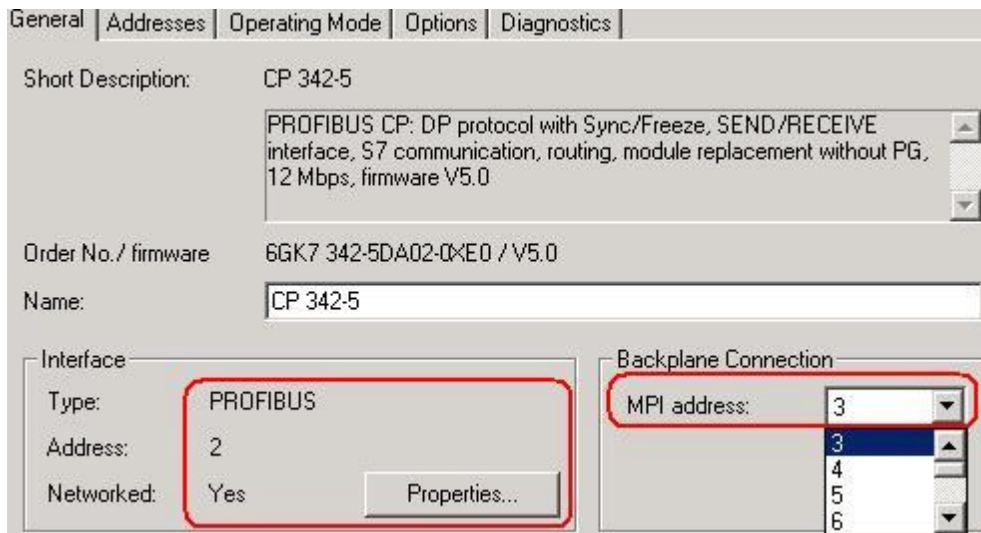 General Addresses Operating Mode Options Diagnostics
Short Description: CP 342-5
PROFIBUS CP: DP protocol with Sync/Freeze, SEND/RECEIVE
interface, S7 communication, routing, module replacement without PG,
12 Mbps, firmware V5.0
Order No./ firmware 6GK7 342-5DA02-0XE0 / V5.0
Name: CP 342-5
Interface
Type: PROFIBUS
Address: 2
Networked: Yes Properties...
Backplane Connection
MPI address: 3
3
4
5
6